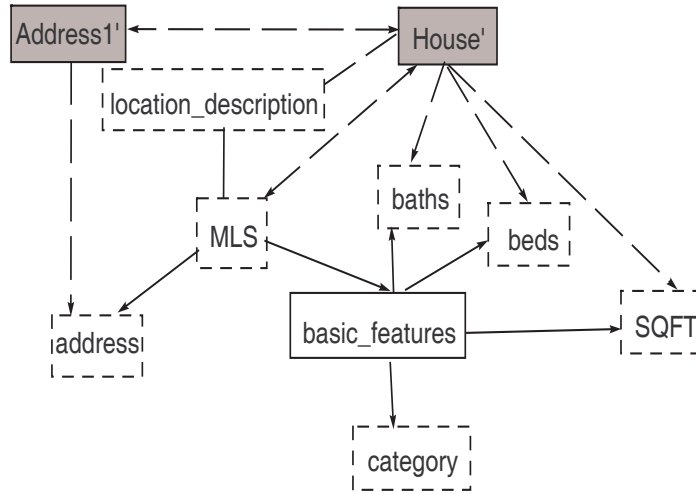 Address1'
House'
location_description
baths
MLS
beds
address
basic_features
SQFT
category